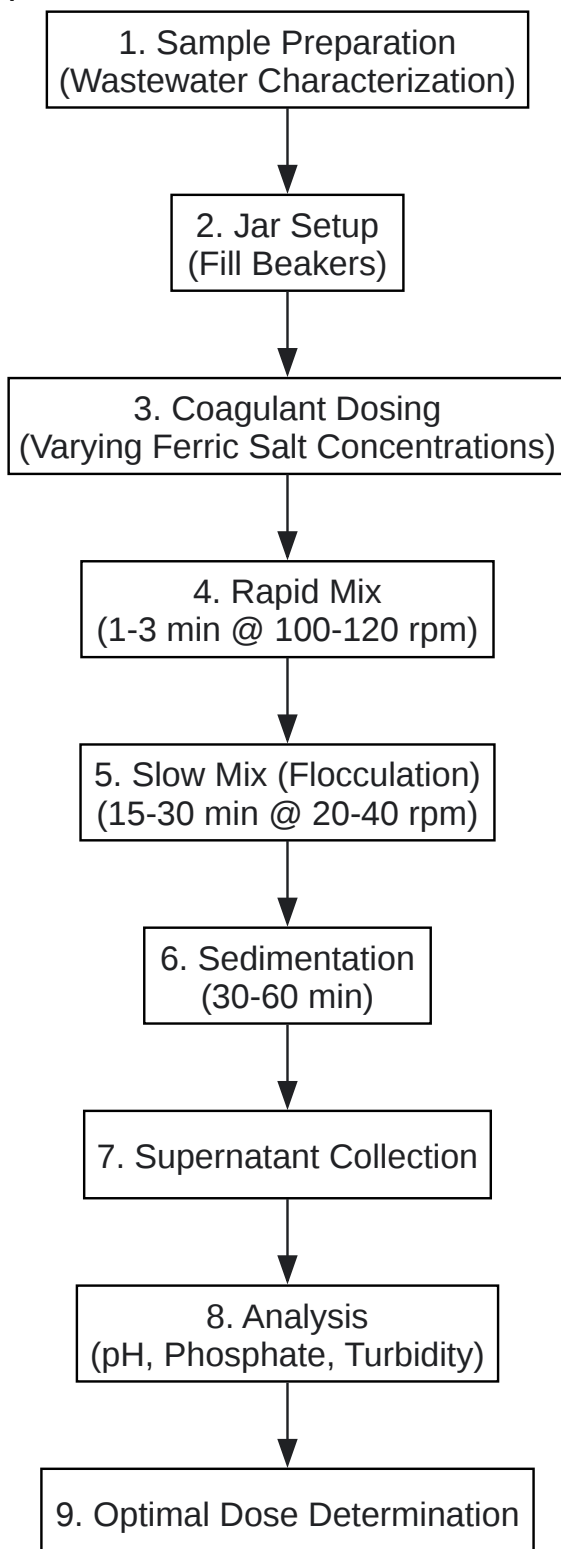 1. Sample Preparation
(Wastewater Characterization)
2. Jar Setup
(Fill Beakers)
3. Coagulant Dosing
(Varying Ferric Salt Concentrations)
4. Rapid Mix
(1-3 min @ 100-120 rpm)
5. Slow Mix (Flocculation)
(15-30 min @ 20-40 rpm)
6. Sedimentation
(30-60 min)
7. Supernatant Collection
8. Analysis
(pH, Phosphate, Turbidity)
9. Optimal Dose Determination